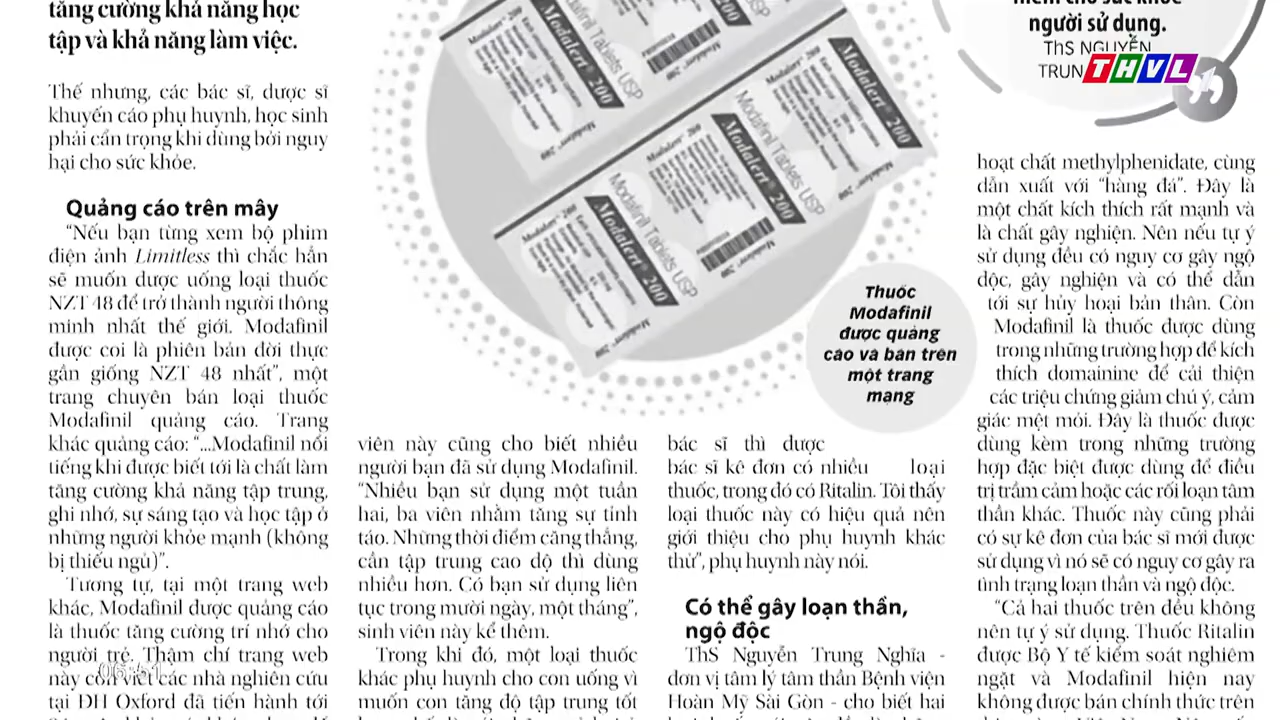 tăng cường khả năng học
tập và khả năng làm việc.
Thế nhưng, các bác sĩ, dược sĩ
khuyến cáo phụ huynh, học sinh
phải cẩn trọng khi dùng bởi nguy
hại cho sức khỏe.
Quảng cáo trên mây
“Nếu bạn từng xem bộ phim
điện ảnh Limitless thì chắc hẳn
sẽ muốn được uống loại thuốc
NZT 48 để trở thành người thông
minh nhất thế giới. Modafinil
được coi là phiên bản đời thực
gần giống NZT 48 nhất”, một
trang chuyên bán loại thuốc
Modafinil quảng cáo. Trang
khác quảng cáo: “...Modafinil nổi
tiếng khi được biết tới là chất làm
tăng cường khả năng tập trung,
ghi nhớ, sự sáng tạo và học tập ở
những người khỏe mạnh (không
bị thiếu ngủ)”.
Tương tự, tại một trang web
khác, Modafinil được quảng cáo
là thuốc tăng cường trí nhớ cho
người trẻ. Thậm chí trang web
này còn viết các nhà nghiên cứu
tại ĐH Oxford đã tiến hành tới
06:51
Modalert 200
Modafinil Tablets USP
Modalert 200
Modafinil Tablets USP
Modalert 200
Modafinil Tablets USP
Modalert 200
Modafinil Tablets USP
Modalert 200
Thuốc
Modafinil
được quảng
cáo và bán trên
một trang
mạng
viên này cũng cho biết nhiều
người bạn đã sử dụng Modafinil.
“Nhiều bạn sử dụng một tuần
hai, ba viên nhằm tăng sự tỉnh
táo. Những thời điểm căng thẳng,
cần tập trung cao độ thì dùng
nhiều hơn. Có bạn sử dụng liên
tục trong mười ngày, một tháng”,
sinh viên này kể thêm.
Trong khi đó, một loại thuốc
khác phụ huynh cho con uống vì
muốn con tăng độ tập trung tốt
bác sĩ thì được
bác sĩ kê đơn có nhiều loại
thuốc, trong đó có Ritalin. Tôi thấy
loại thuốc này có hiệu quả nên
giới thiệu cho phụ huynh khác
thử”, phụ huynh này nói.
Có thể gây loạn thần,
ngộ độc
ThS Nguyễn Trung Nghĩa -
đơn vị tâm lý tâm thần Bệnh viện
Hoàn Mỹ Sài Gòn - cho biết hai
người sử dụng.
ThS NGUYỄN
TRUN
THVL
hoạt chất methylphenidate, cùng
dẫn xuất với “hàng đá”. Đây là
một chất kích thích rất mạnh và
là chất gây nghiện. Nên nếu tự ý
sử dụng đều có nguy cơ gây ngộ
độc, gây nghiện và có thể dẫn
tới sự hủy hoại bản thân. Còn
Modafinil là thuốc được dùng
trong những trường hợp để kích
thích domainine để cải thiện
các triệu chứng giảm chú ý, cảm
giác mệt mỏi. Đây là thuốc được
dùng kèm trong những trường
hợp đặc biệt được dùng để điều
trị trầm cảm hoặc các rối loạn tâm
thần khác. Thuốc này cũng phải
có sự kê đơn của bác sĩ mới được
sử dụng vì nó sẽ có nguy cơ gây ra
tình trạng loạn thần và ngộ độc.
“Cả hai thuốc trên đều không
nên tự ý sử dụng. Thuốc Ritalin
được Bộ Y tế kiểm soát nghiêm
ngặt và Modafinil hiện nay
không được bán chính thức trên